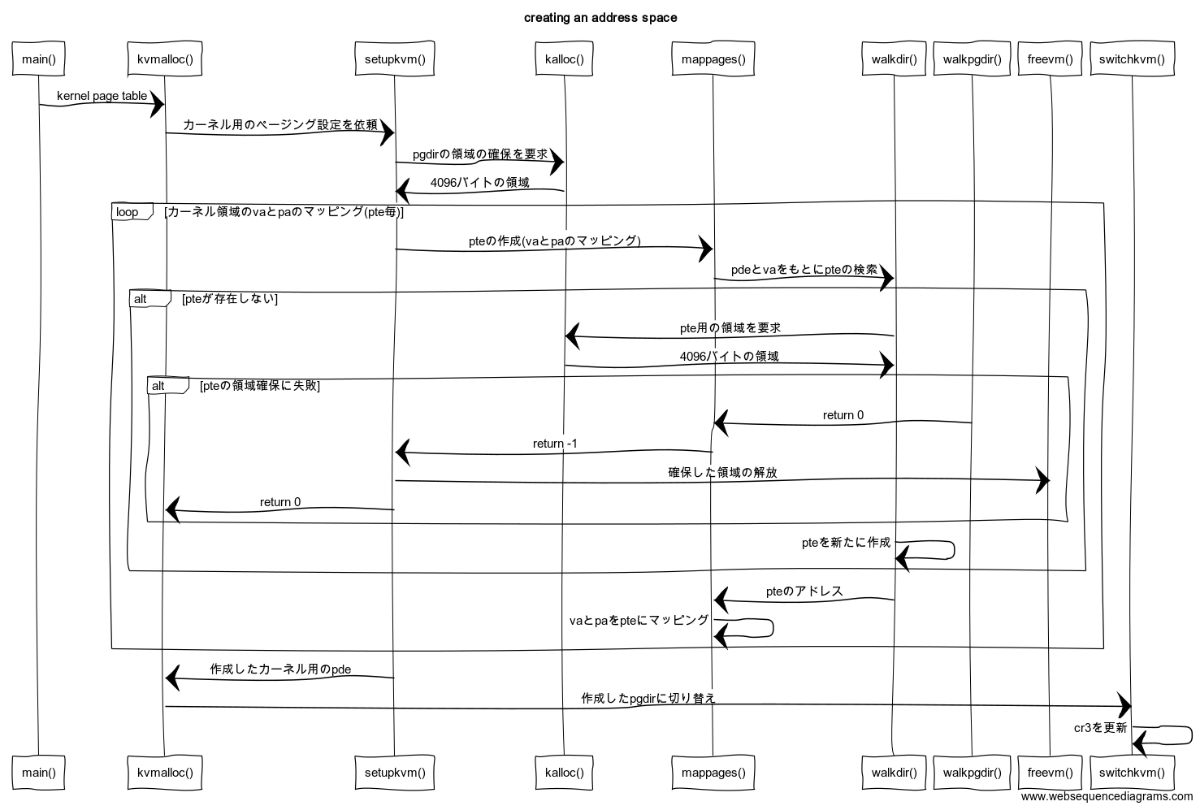 creating an address space
main()
kvmalloc()
setupkvm()
kalloc()
mappages()
walkdir()
walkpgdir()
freevm()
switchkvm()
kernel page table
カーネル用のページング設定を依頼
pgdirの領域の確保を要求
4096バイトの領域
loop
[カーネル領域のvaとpaのマッピング(pte毎)]
pteの作成(vaとpaのマッピング)
pdeとvaをもとにpteの検索
alt
[pteが存在しない]
pte用の領域を要求
4096バイトの領域
alt
[pteの領域確保に失敗]
return 0
return -1
確保した領域の解放
return 0
pteを新たに作成
pteのアドレス
vaとpaをpteにマッピング
作成したカーネル用のpde
作成したpgdirに切り替え
cr3を更新
main()
kvmalloc()
setupkvm()
kalloc()
mappages()
walkdir()
walkpgdir()
freevm()
switchkvm()
www.websequencediagrams.com